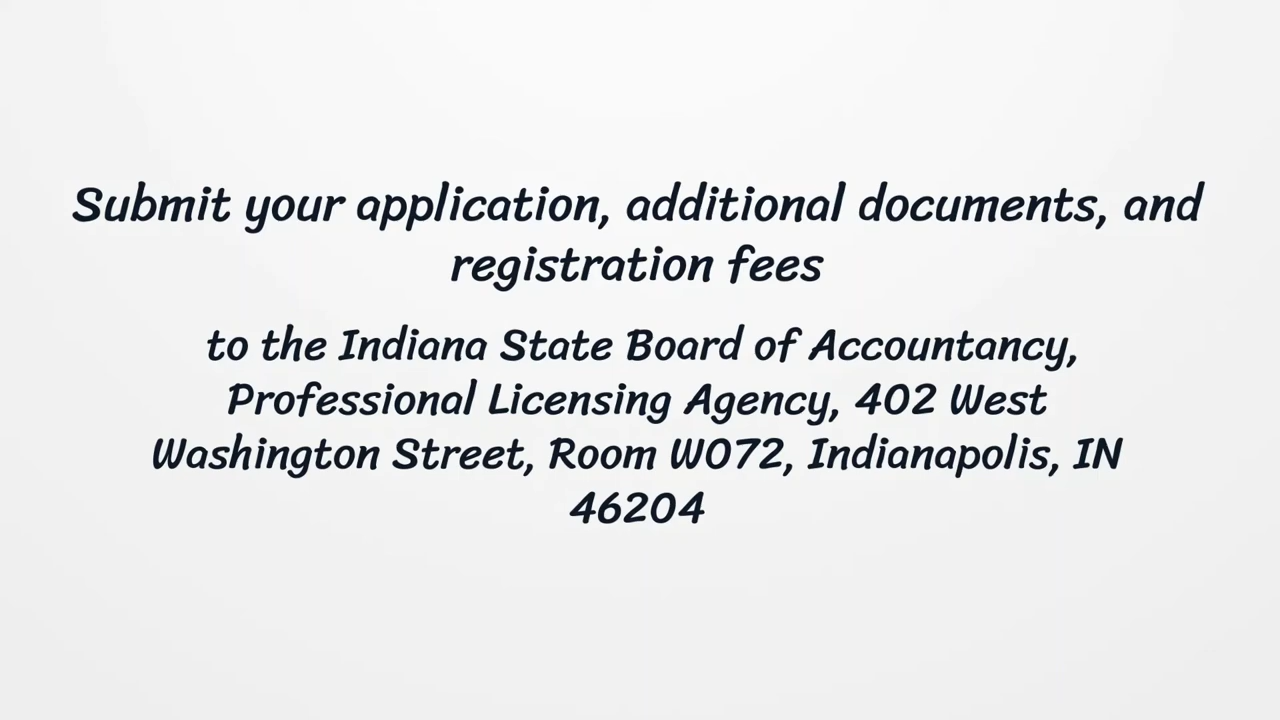 Submit your application, additional documents, and
registration fees
to the Indiana State Board of Accountancy,
Professional Licensing Agency, 402 West
Washington Street, Room W072, Indianapolis, IN
46204